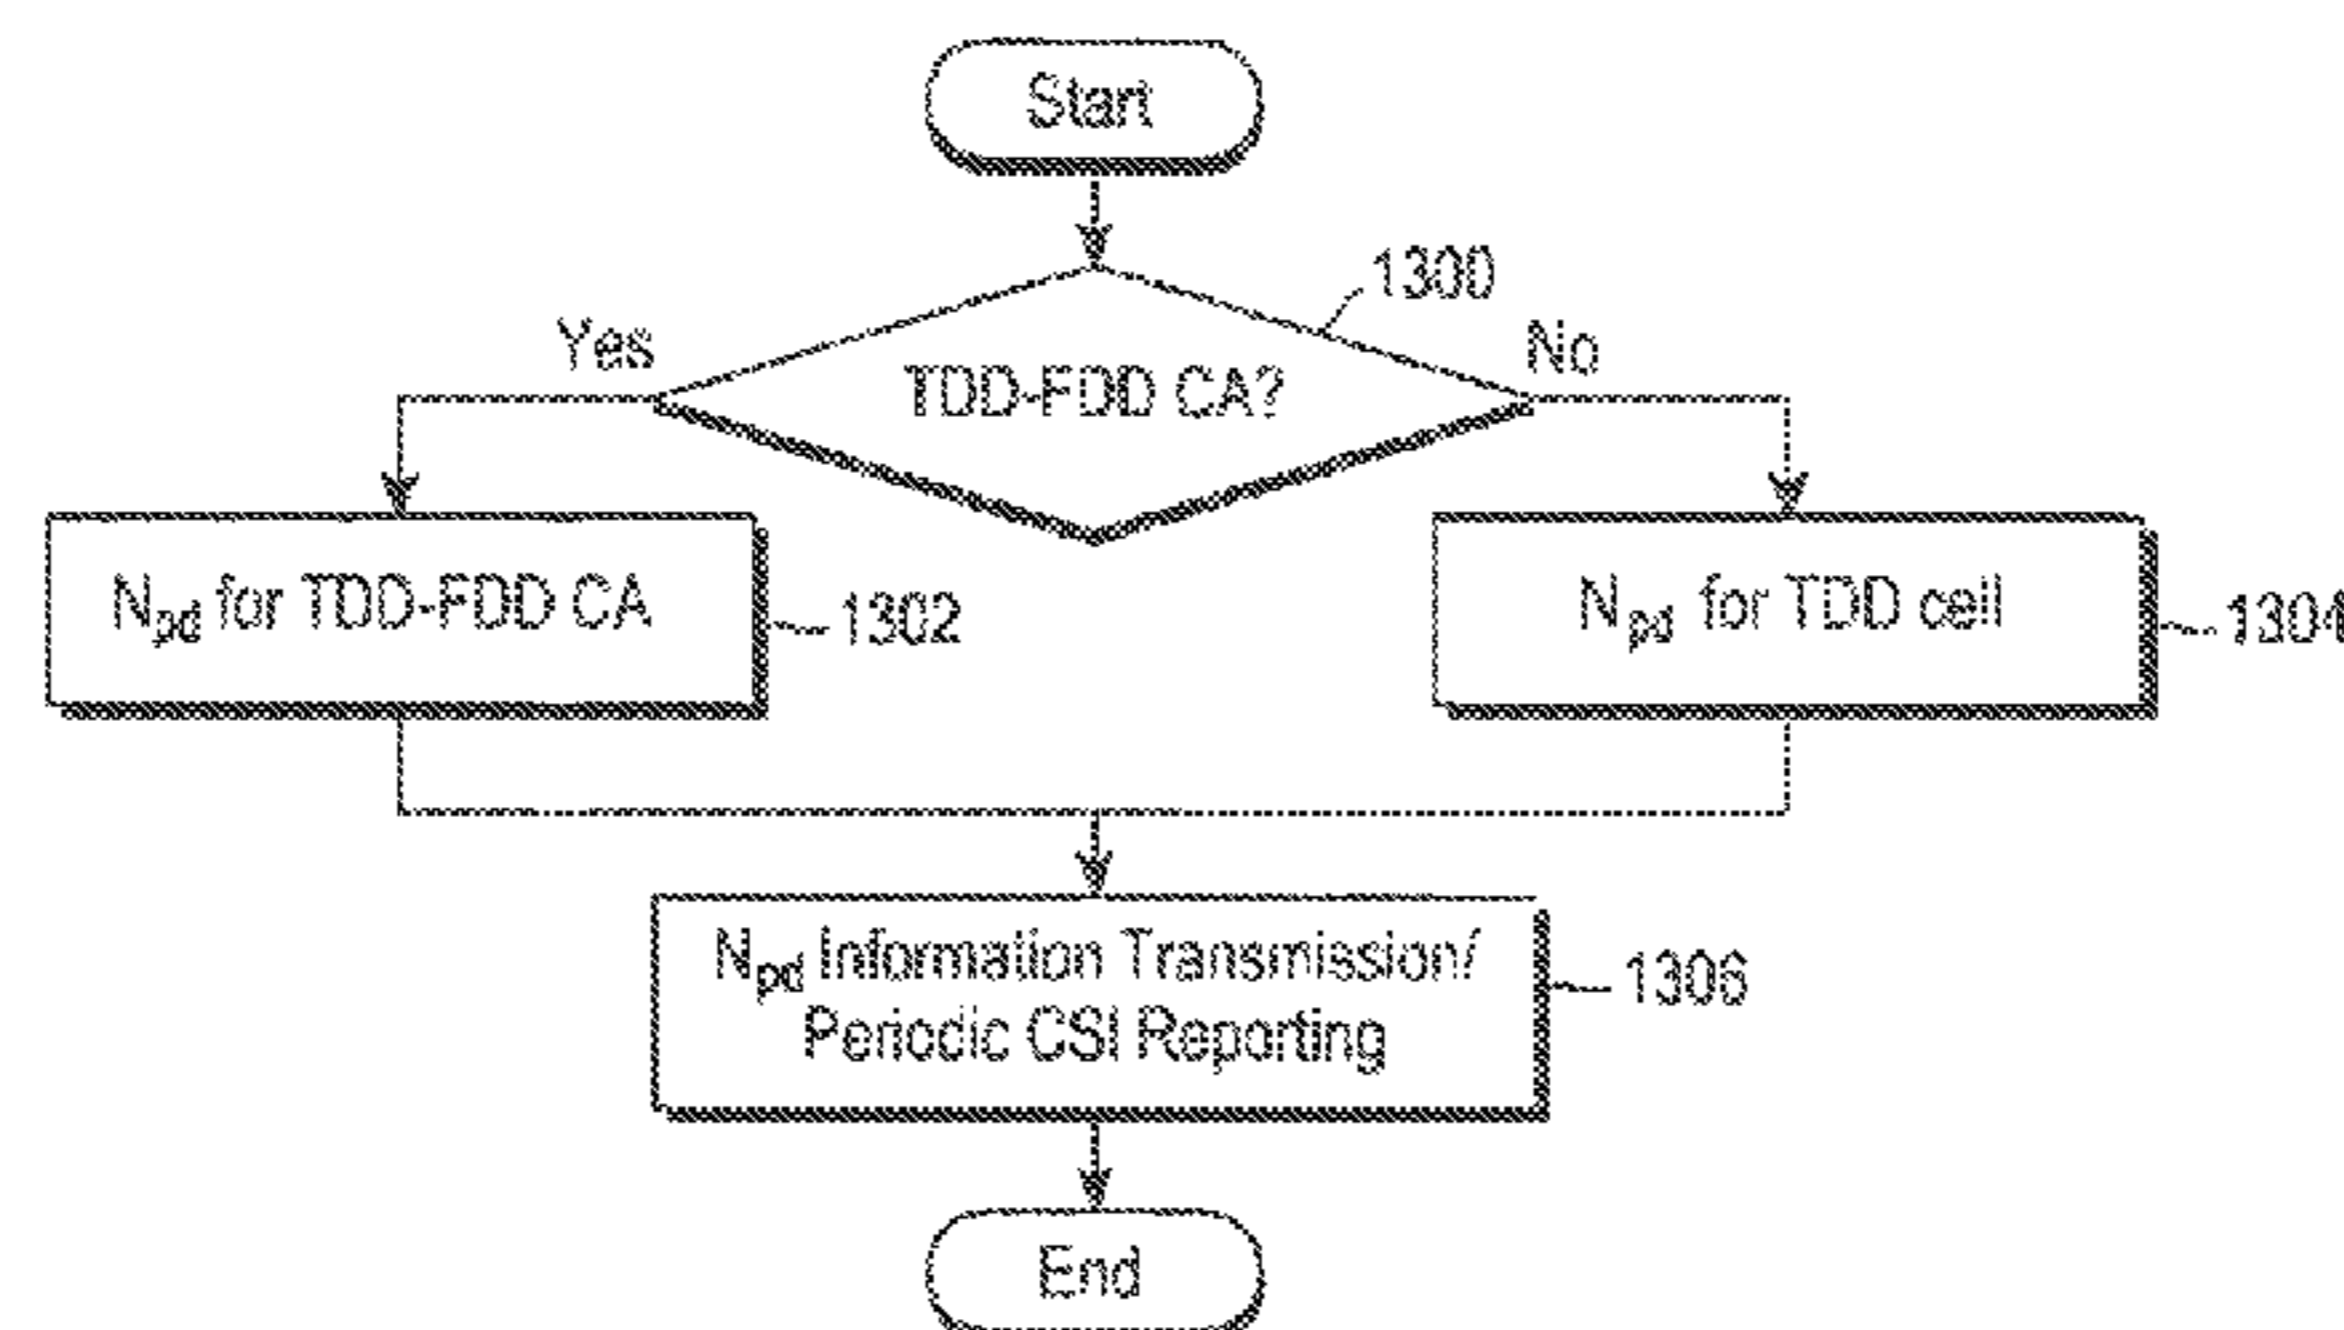 Start
1300
Yes
No
TDD-FDD CA?
Npd for TDD-FDD CA
1302
Npd for TDD cell
1304
Npd Information Transmission/
Periodic CSI Reporting
1306
End